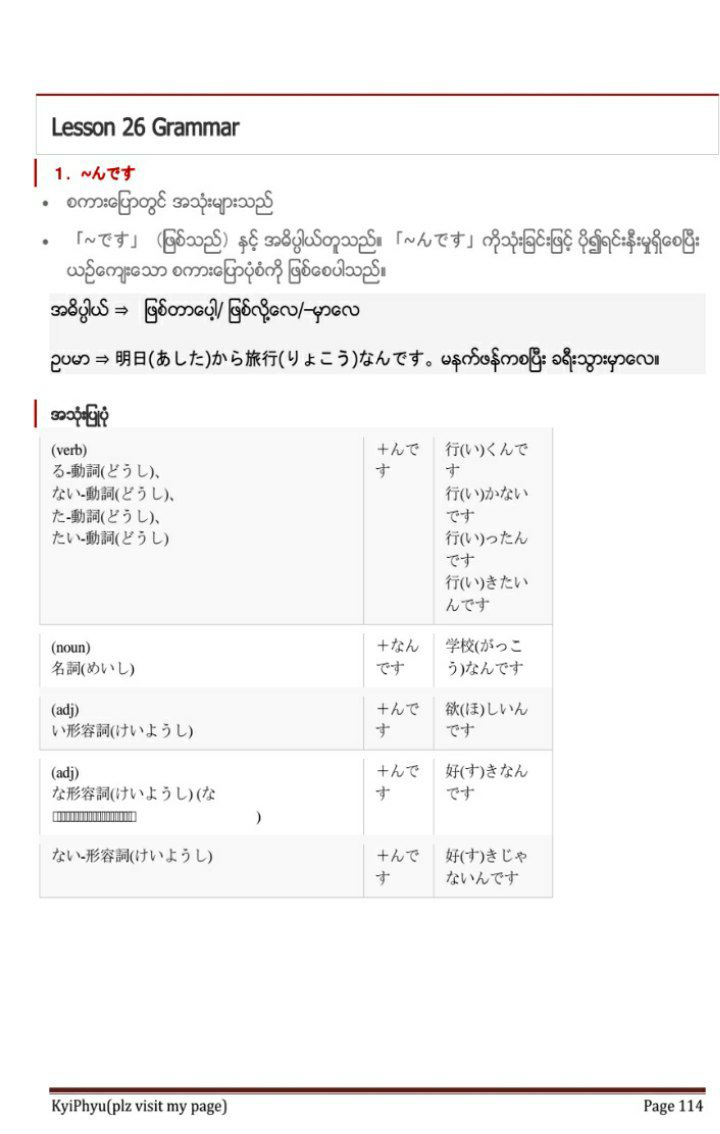 Lesson 26 Grammar
1. ~んです
• စကားပြောတွင် အသုံးများသည်
• 「~です」(ဖြစ်သည်) နှင့် အဓိပ္ပါယ်တူသည်။ 「~んです」ကိုသုံးခြင်းဖြင့် ပို၍ရင်းနှီးမှုရှိစေပြီး
ယဉ်ကျေးသော စကားပြောပုံစံကို ဖြစ်စေပါသည်။
အဓိပ္ပါယ် ⇒ ဖြစ်တာပေါ့/ ဖြစ်လို့လေ/-မှာလေ
ဥပမာ ⇒ 明日(あした)から旅行(りょこう)なんです。မနက်ဖန်ကစပြီး ခရီးသွားမှာလေ။
အသုံးပြုပုံ
(verb)
る-動詞(どうし)、
ない-動詞(どうし)、
た-動詞(どうし)、
たい-動詞(どうし)
+んで
す
行(い)くんで
す
行(い)かない
です
行(い)ったん
です
行(い)きたい
んです
(noun)
名詞(めいし)
+なん
です
学校(がっこ
う)なんです
(adj)
い形容詞(けいようし)
+んで
す
欲(ほ)しいん
です
(adj)
な形容詞(けいようし) (な
)
+んで
す
好(す)きなん
です
ない-形容詞(けいようし)
+んで
す
好(す)きじゃ
ないんです
KyiPhyu(plz visit my page)
Page 114